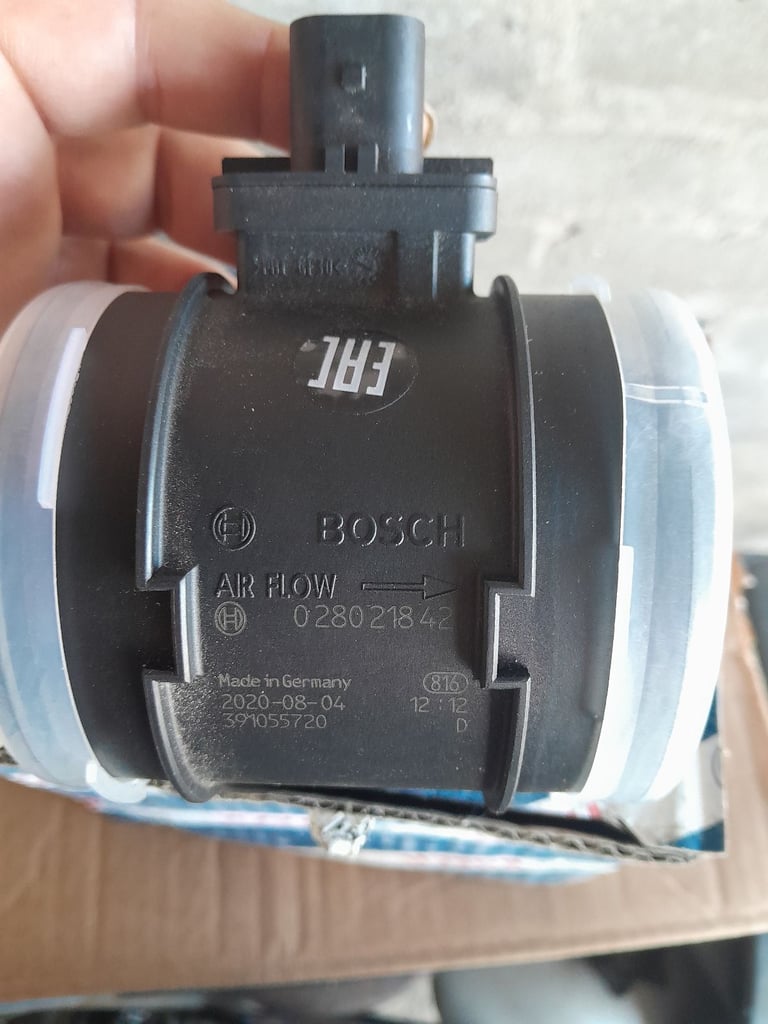 EAC
BOSCH
AIR FLOW
0 280 218 42
Made in Germany 816
2020-08-04 12:12
391055720 D